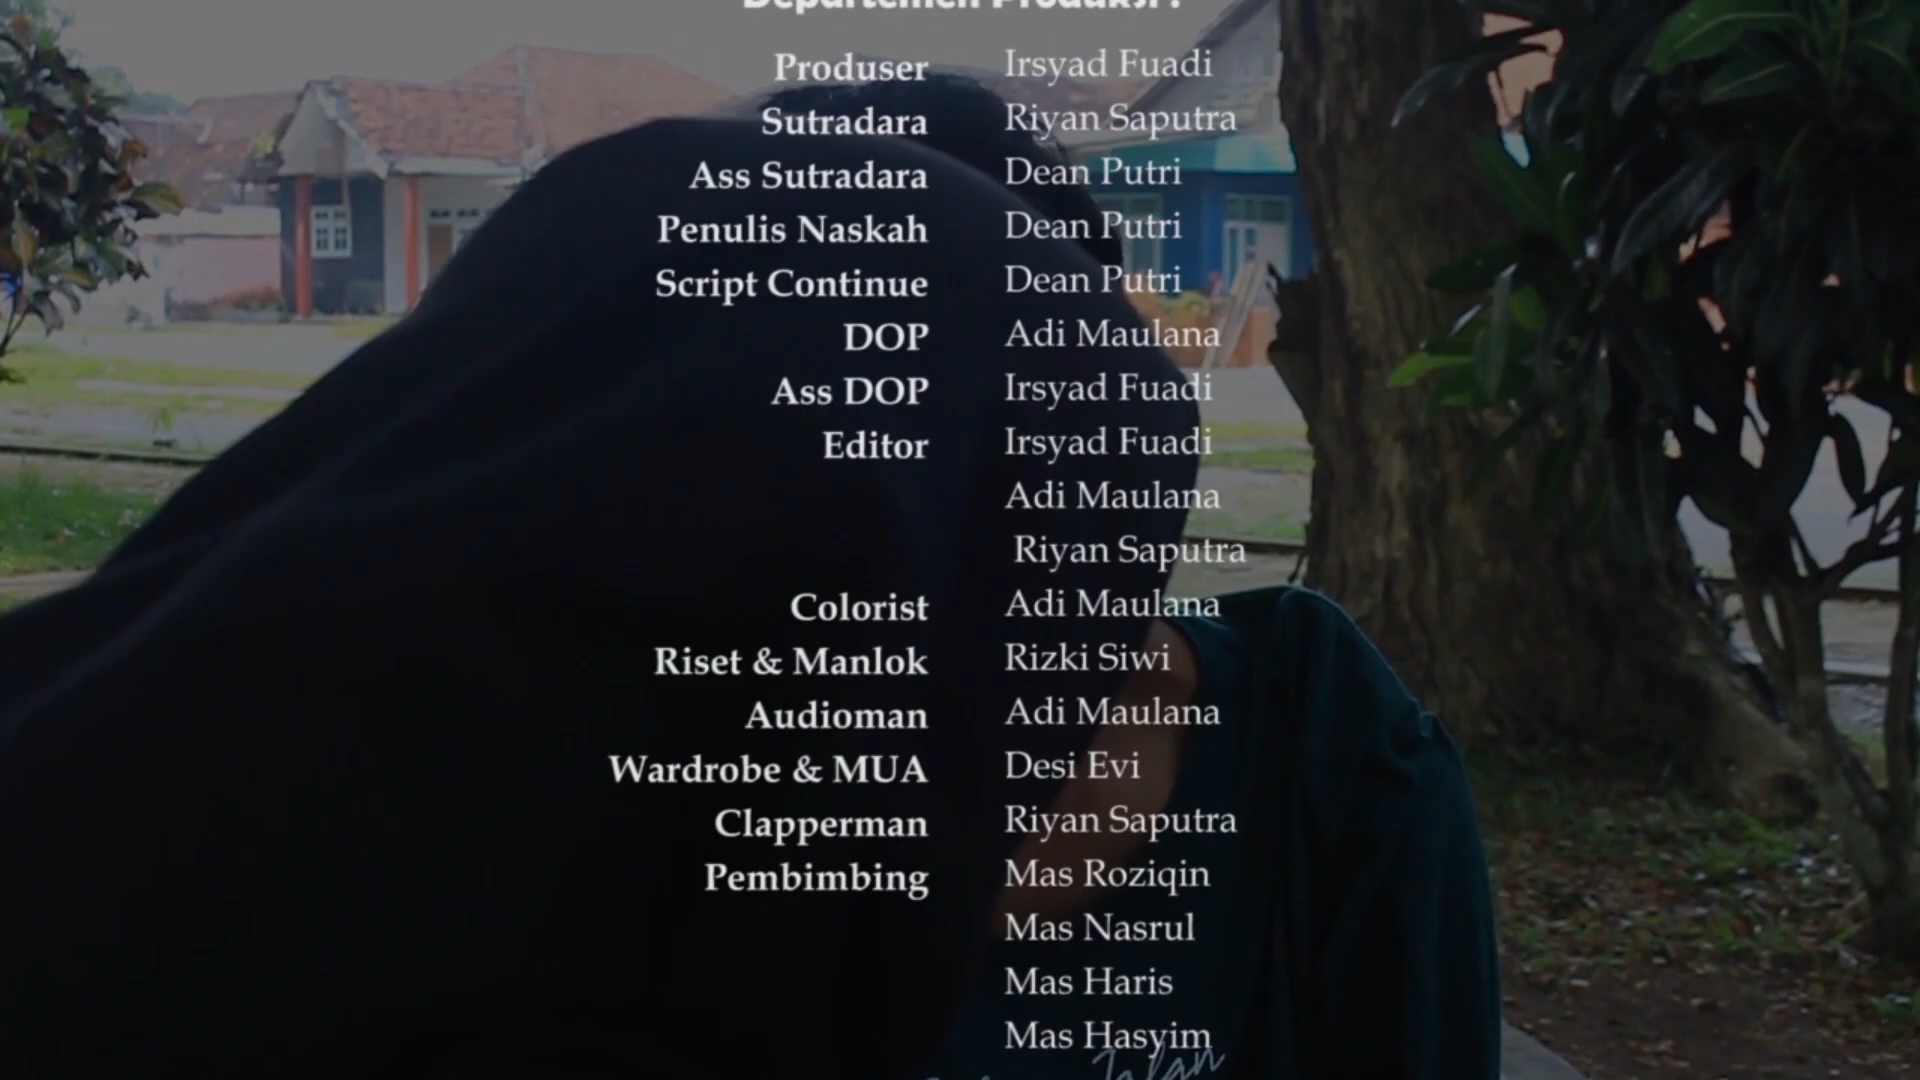 Departemen Produksi :
Produser Irsyad Fuadi
Sutradara Riyan Saputra
Ass Sutradara Dean Putri
Penulis Naskah Dean Putri
Script Continue Dean Putri
DOP Adi Maulana
Ass DOP Irsyad Fuadi
Editor Irsyad Fuadi
Adi Maulana
Riyan Saputra
Colorist Adi Maulana
Riset & Manlok Rizki Siwi
Audioman Adi Maulana
Wardrobe & MUA Desi Evi
Clapperman Riyan Saputra
Pembimbing Mas Roziqin
Mas Nasrul
Mas Haris
Mas Hasyim
Jalan